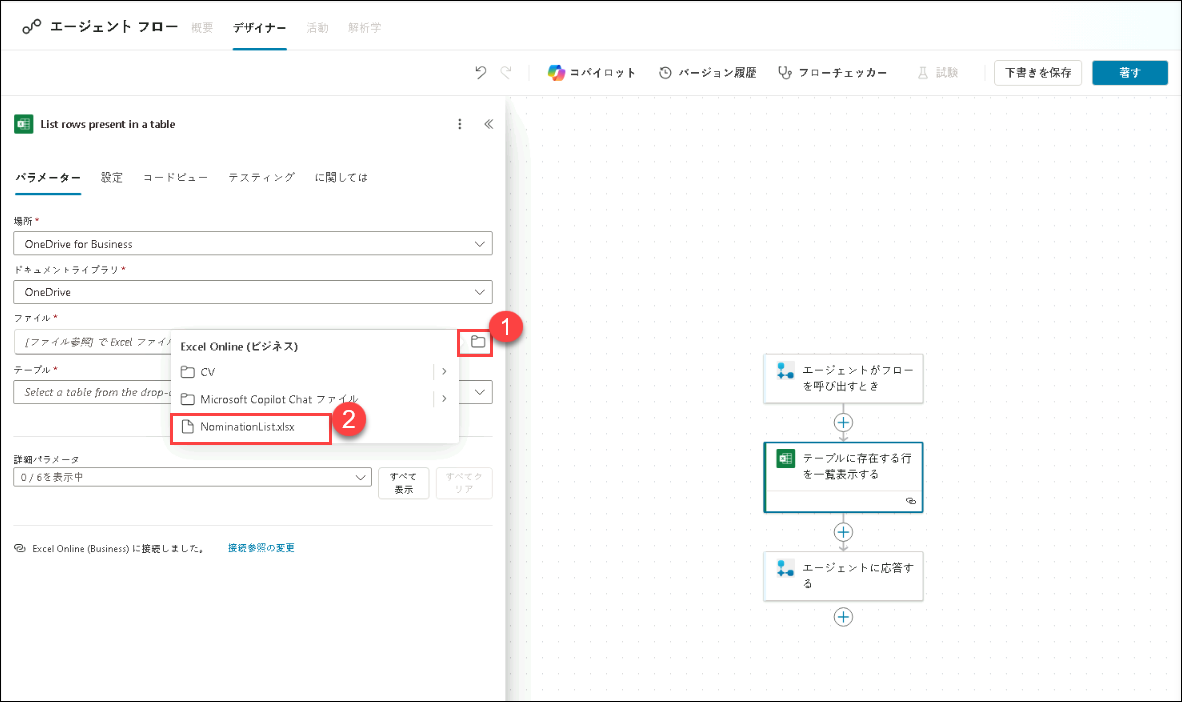 エージェント フロー 概要 デザイナー 活動 解析学
コパイロット バージョン履歴 フローチェッカー 試験 下書きを保存 著す
List rows present in a table
パラメーター 設定 コードビュー テスティング に関しては
場所 *
OneDrive for Business
ドキュメントライブラリ *
OneDrive
ファイル *
[ファイル参照] で Excel ファイル
1
Excel Online (ビジネス)
CV
Microsoft Copilot Chat ファイル
NominationList.xlsx
2
テーブル *
Select a table from the drop-
詳細パラメータ
0 / 6を表示中
すべて
表示
すべてク
リア
Excel Online (Business) に接続しました。 接続参照の変更
エージェントがフロー
を呼び出すとき
テーブルに存在する行
を一覧表示する
エージェントに応答す
る